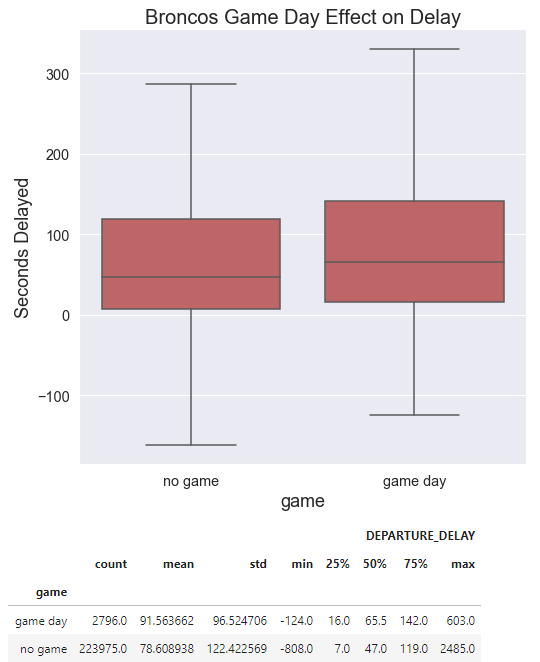 Broncos Game Day Effect on Delay
Seconds Delayed
300
200
100
0
−100
no game game day
game
DEPARTURE_DELAY
count mean std min 25% 50% 75% max
game
game day 2796.0 91.563662 96.524706 -124.0 16.0 65.5 142.0 603.0
no game 223975.0 78.608938 122.422569 -808.0 7.0 47.0 119.0 2485.0